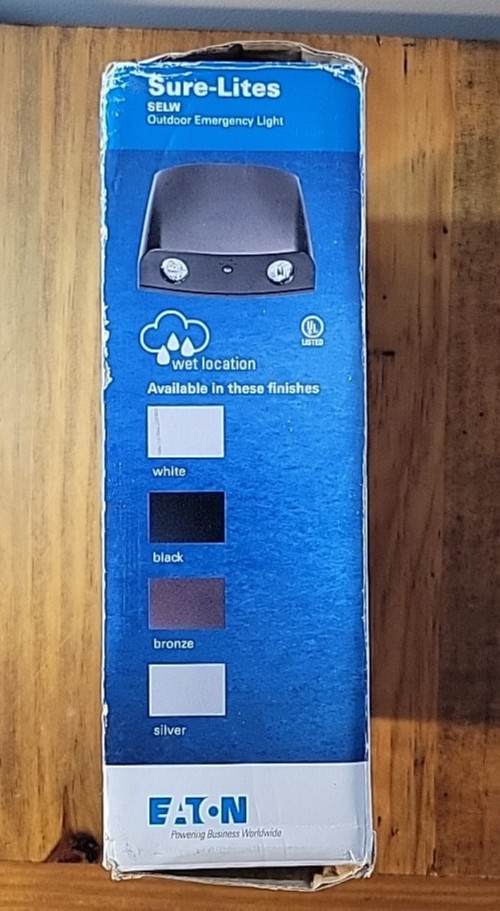 Sure-Lites
SELW
Outdoor Emergency Light
UL
LISTED
wet location
Available in these finishes
white
black
bronze
silver
EATON
Powering Business Worldwide